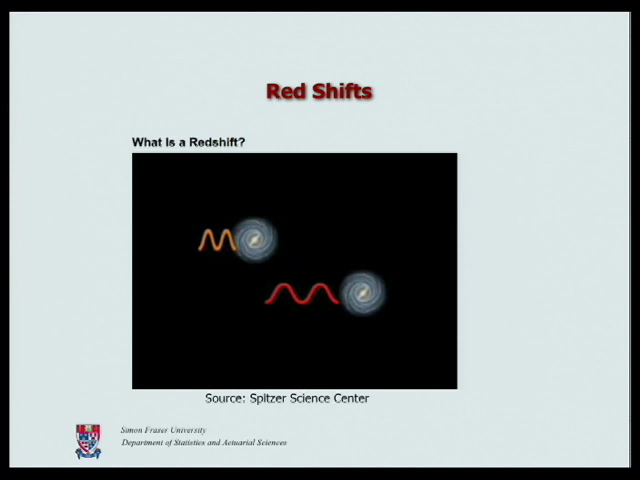 Red Shifts
What is a Redshift?
Source: Spitzer Science Center
Simon Fraser University
Department of Statistics and Actuarial Sciences